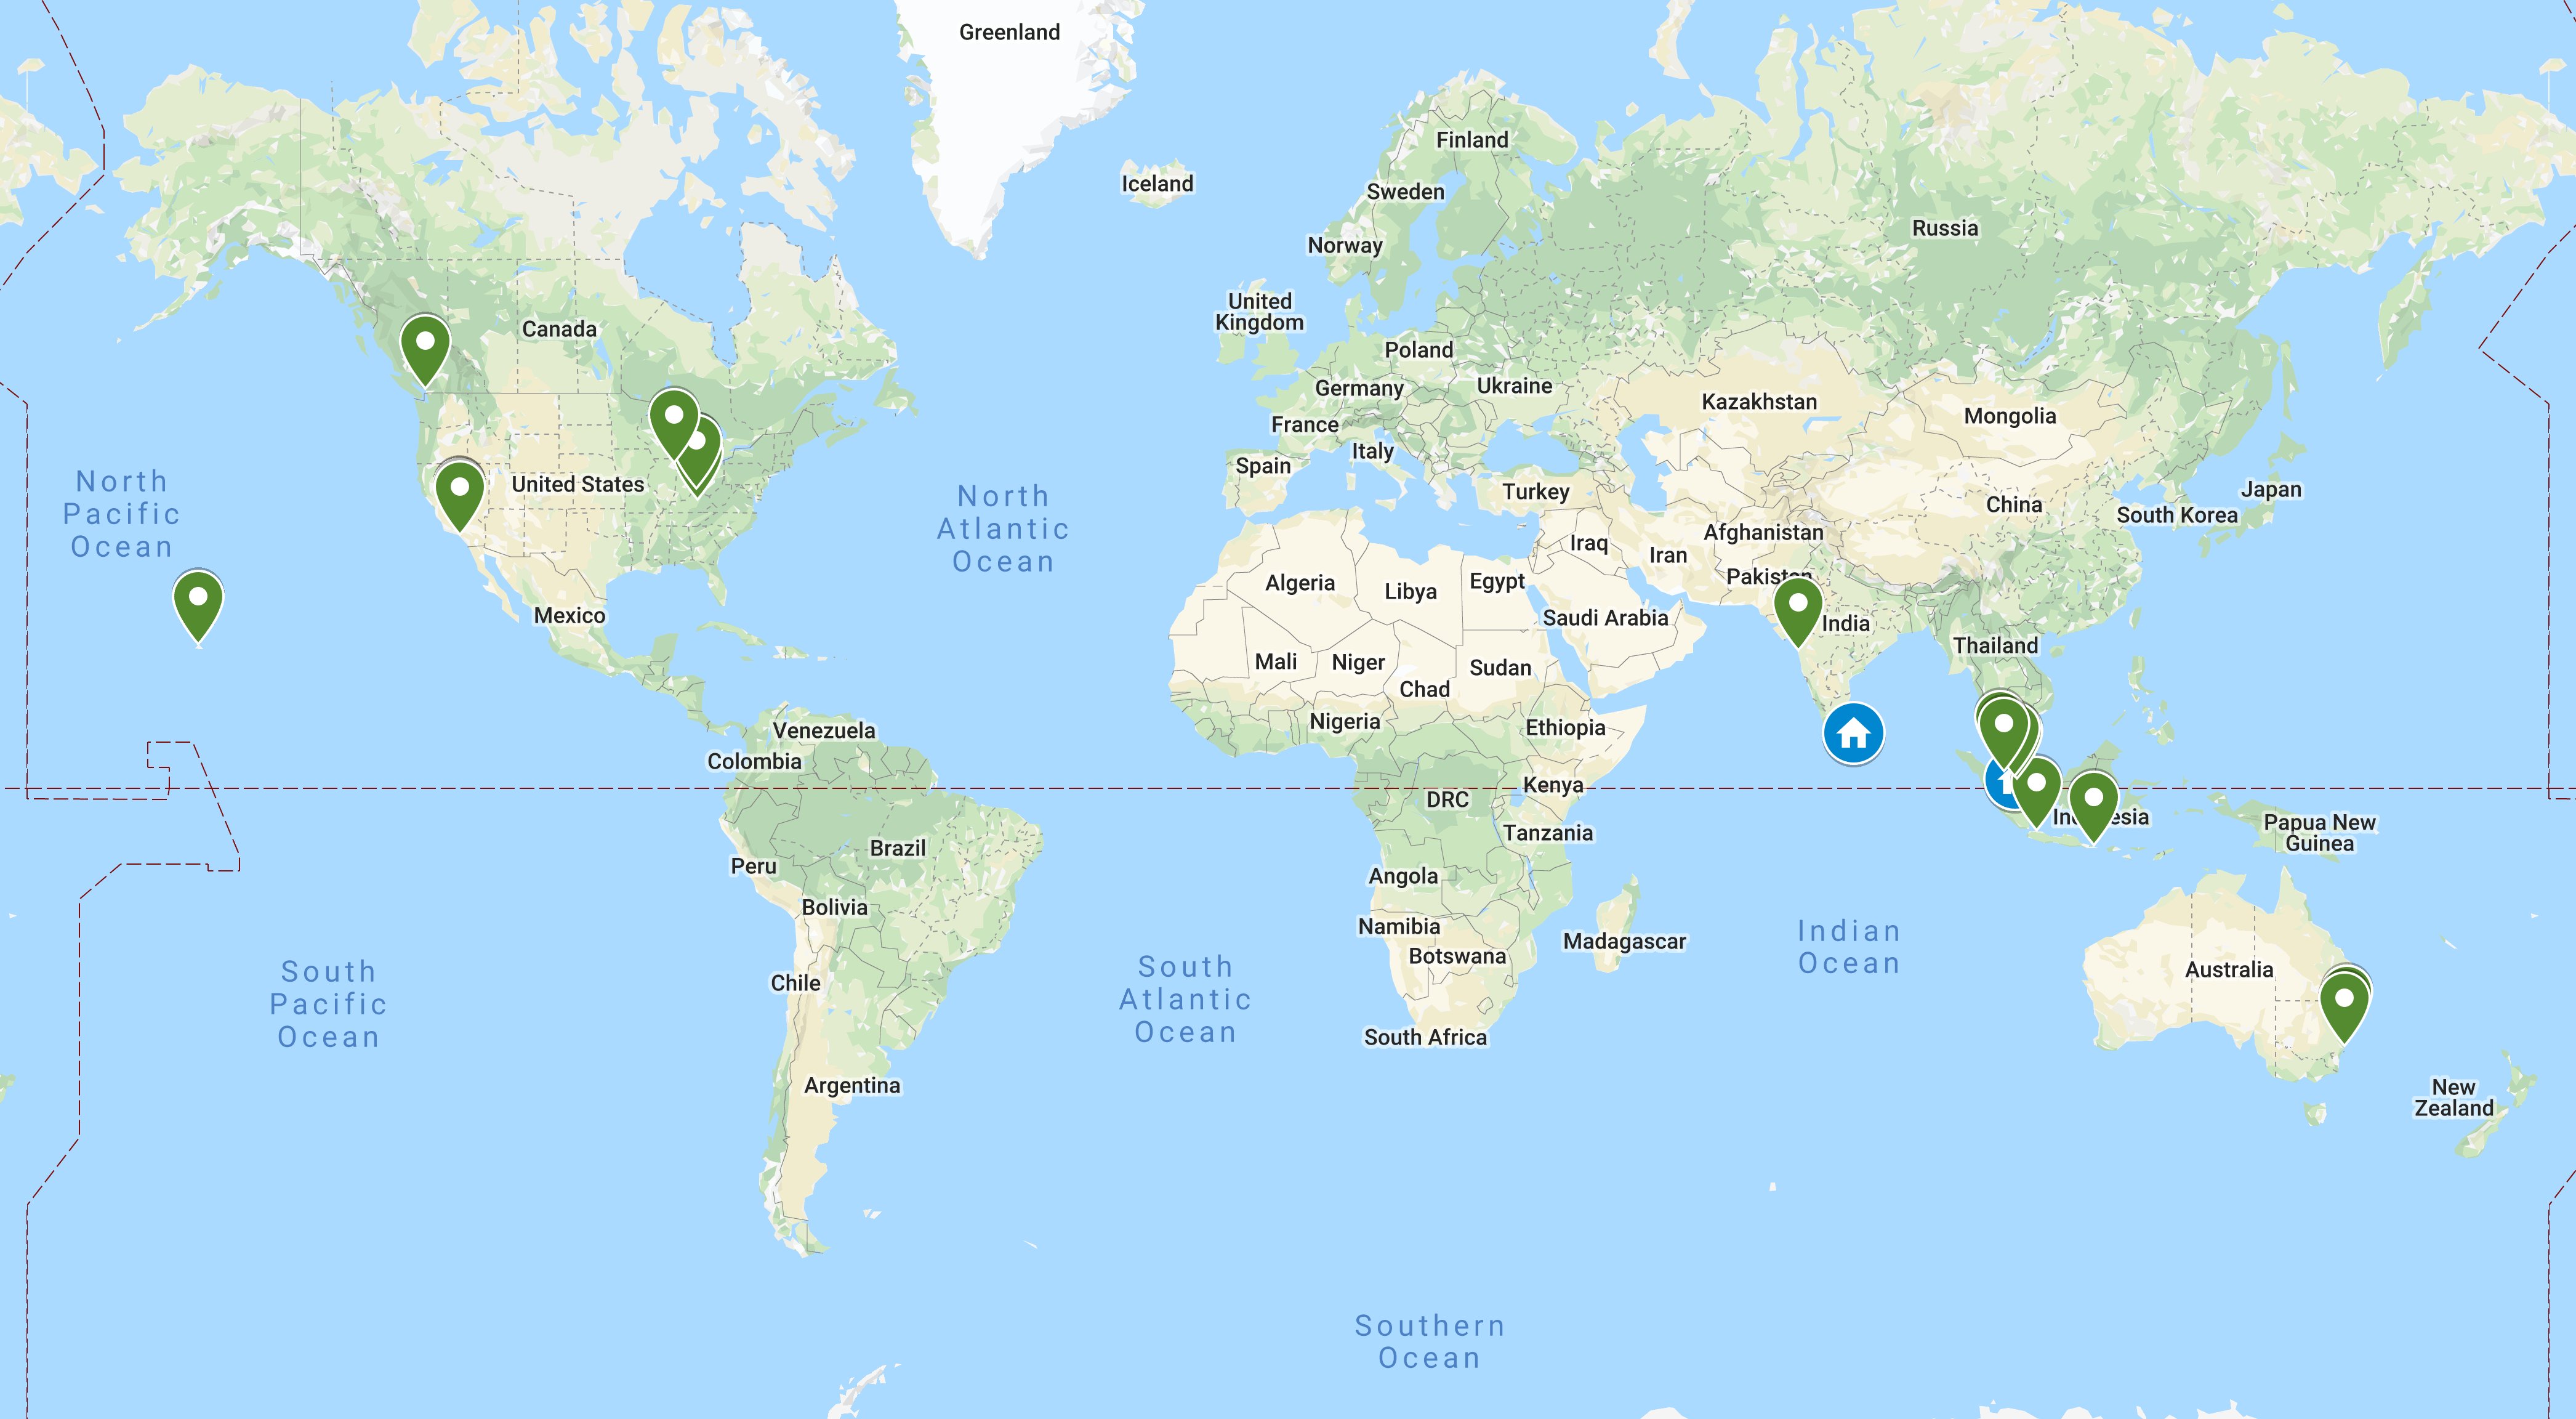 Greenland
Finland
Iceland
Sweden
Russia
Norway
United
Kingdom
Canada
Poland
Germany
Ukraine
Kazakhstan
Mongolia
France
Italy
Spain
United States
Turkey
Japan
China
South Korea
North
Pacific
Ocean
North
Atlantic
Ocean
Afghanistan
Iraq
Iran
Pakistan
Algeria
Libya
Egypt
Mexico
Saudi Arabia
India
Thailand
Mali
Niger
Sudan
Chad
Nigeria
Ethiopia
Venezuela
Colombia
Kenya
DRC
Indonesia
Papua New
Guinea
Tanzania
Brazil
Peru
Angola
Bolivia
Namibia
Madagascar
Botswana
Indian
Ocean
Australia
Chile
South
Pacific
Ocean
South
Atlantic
Ocean
South Africa
Argentina
New
Zealand
Southern
Ocean